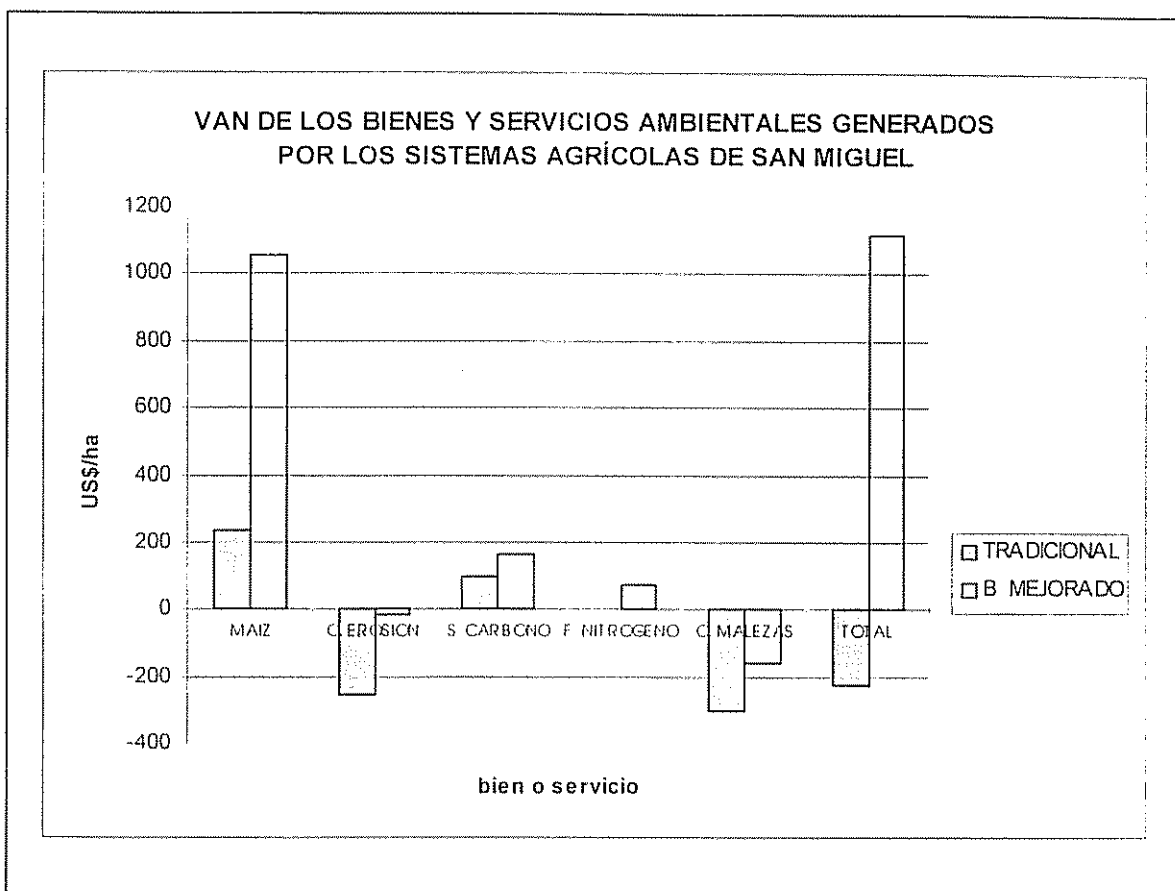 VAN DE LOS BIENES Y SERVICIOS AMBIENTALES GENERADOS
POR LOS SISTEMAS AGRÍCOLAS DE SAN MIGUEL
1200
1000
800
600
400
200
0
-200
-400
US$/ha
MAIZ C. EROSION S CARBONO F NITROGENO C. MALEZAS TOTAL
bien o servicio
TRADICIONAL
B MEJORADO